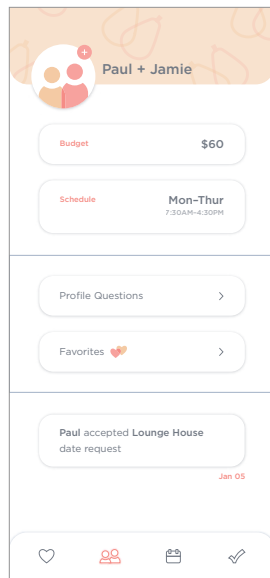 Paul + Jamie
Budget
$60
Schedule
Mon–Thur
7:30AM–4:30PM
Profile Questions
Favorites
Paul accepted Lounge House
date request
Jan 05